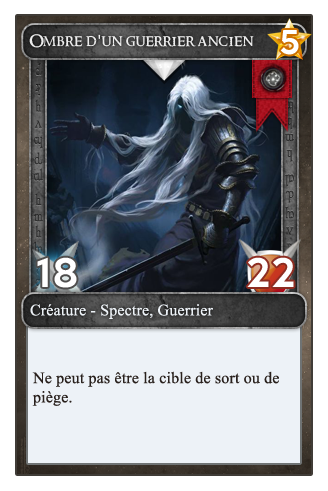 OMBRE D'UN GUERRIER ANCIEN
5
18
22
Créature - Spectre, Guerrier
Ne peut pas être la cible de sort ou de
piège.